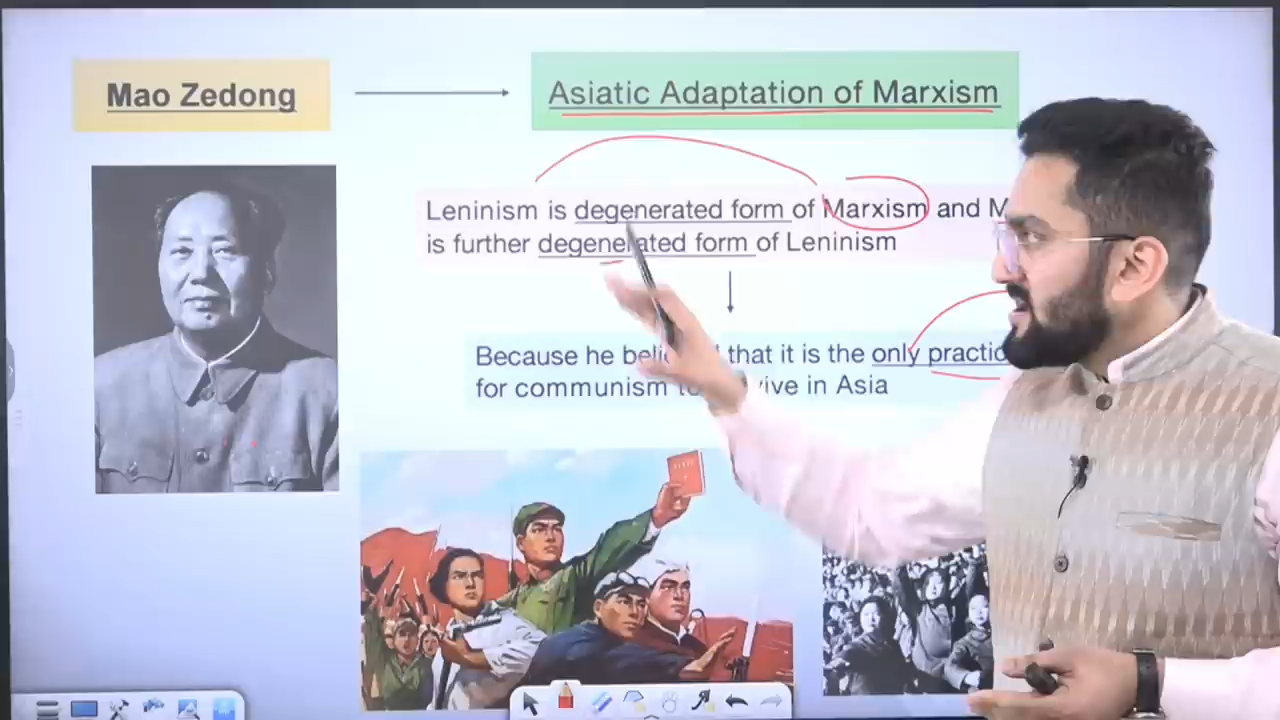 Mao Zedong
Asiatic Adaptation of Marxism
Leninism is degenerated form of Marxism and
is further degenerated form of Leninism
Because he that it is the only
for communism in Asia